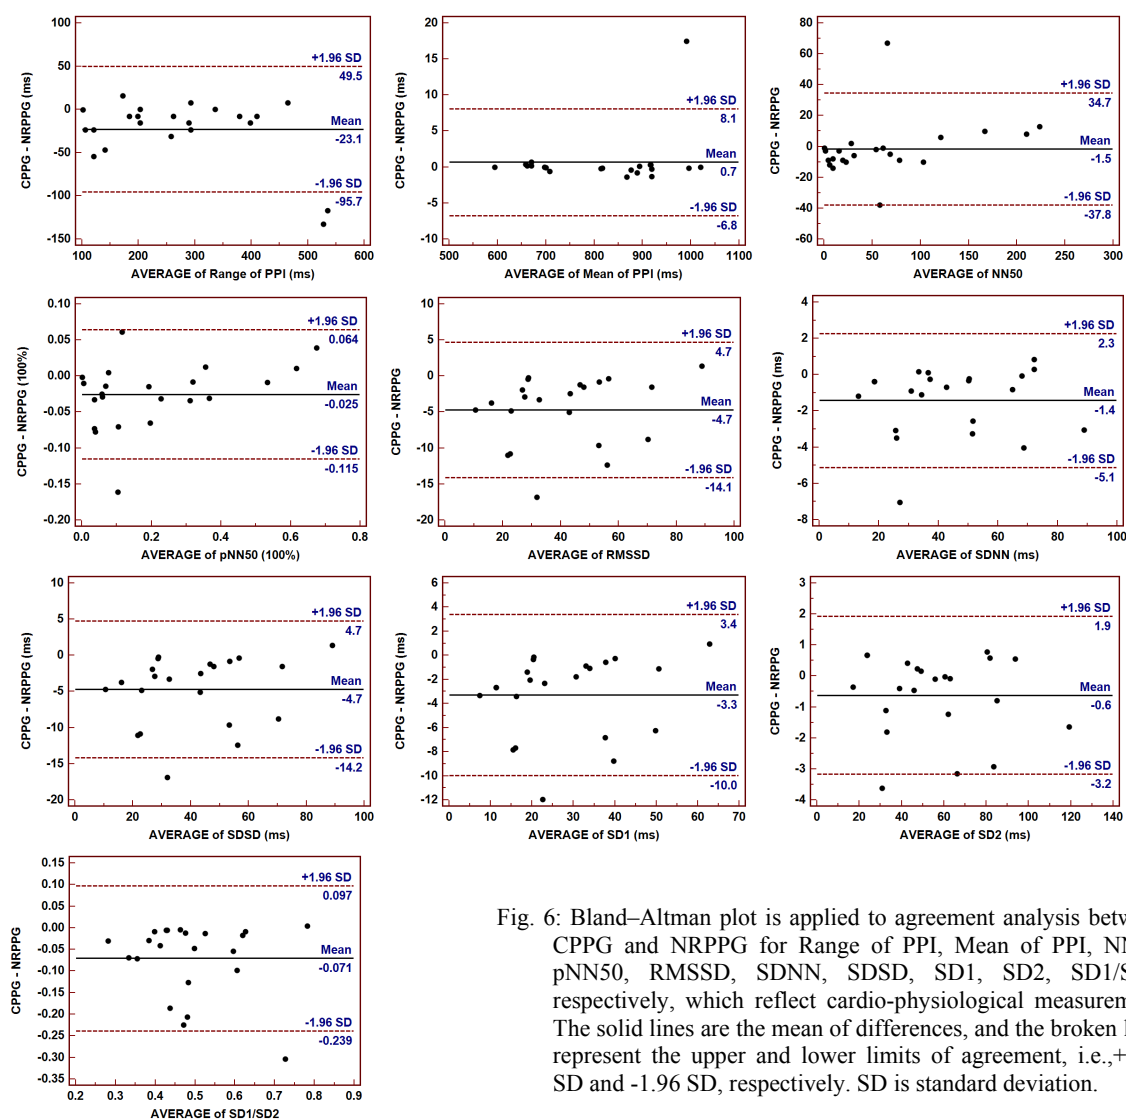 100
50
0
-50
-100
-150
CPPG - NRPPG (ms)
+1.96 SD
49.5
Mean
-23.1
-1.96 SD
-95.7
100 200 300 400 500 600
AVERAGE of Range of PPI (ms)
20
15
10
5
0
-5
-10
CPPG - NRPPG (ms)
+1.96 SD
8.1
Mean
0.7
-1.96 SD
-6.8
500 600 700 800 900 1000 1100
AVERAGE of Mean of PPI (ms)
80
60
40
20
0
-20
-40
-60
CPPG - NRPPG
+1.96 SD
34.7
Mean
-1.5
-1.96 SD
-37.8
0 50 100 150 200 250 300
AVERAGE of NN50
0.10
0.05
0.00
-0.05
-0.10
-0.15
-0.20
CPPG - NRPPG (100%)
+1.96 SD
0.064
Mean
-0.025
-1.96 SD
-0.115
0.0 0.2 0.4 0.6 0.8
AVERAGE of pNN50 (100%)
10
5
0
-5
-10
-15
-20
CPPG - NRPPG
+1.96 SD
4.7
Mean
-4.7
-1.96 SD
-14.1
0 20 40 60 80 100
AVERAGE of RMSSD
4
2
0
-2
-4
-6
-8
CPPG - NRPPG (ms)
+1.96 SD
2.3
Mean
-1.4
-1.96 SD
-5.1
0 20 40 60 80 100
AVERAGE of SDNN (ms)
10
5
0
-5
-10
-15
-20
CPPG - NRPPG (ms)
+1.96 SD
4.7
Mean
-4.7
-1.96 SD
-14.2
0 20 40 60 80 100
AVERAGE of SDSD (ms)
6
4
2
0
-2
-4
-6
-8
-10
-12
CPPG - NRPPG (ms)
+1.96 SD
3.4
Mean
-3.3
-1.96 SD
-10.0
0 10 20 30 40 50 60 70
AVERAGE of SD1 (ms)
3
2
1
0
-1
-2
-3
-4
CPPG - NRPPG (ms)
+1.96 SD
1.9
Mean
-0.6
-1.96 SD
-3.2
0 20 40 60 80 100 120 140
AVERAGE of SD2 (ms)
0.15
0.10
0.05
0.00
-0.05
-0.10
-0.15
-0.20
-0.25
-0.30
-0.35
CPPG - NRPPG
+1.96 SD
0.097
Mean
-0.071
-1.96 SD
-0.239
0.2 0.3 0.4 0.5 0.6 0.7 0.8 0.9
AVERAGE of SD1/SD2
Fig. 6: Bland–Altman plot is applied to agreement analysis betw
CPPG and NRPPG for Range of PPI, Mean of PPI, NN
pNN50, RMSSD, SDNN, SDSD, SD1, SD2, SD1/S
respectively, which reflect cardio-physiological measurem
The solid lines are the mean of differences, and the broken l
represent the upper and lower limits of agreement, i.e.,+
SD and -1.96 SD, respectively. SD is standard deviation.